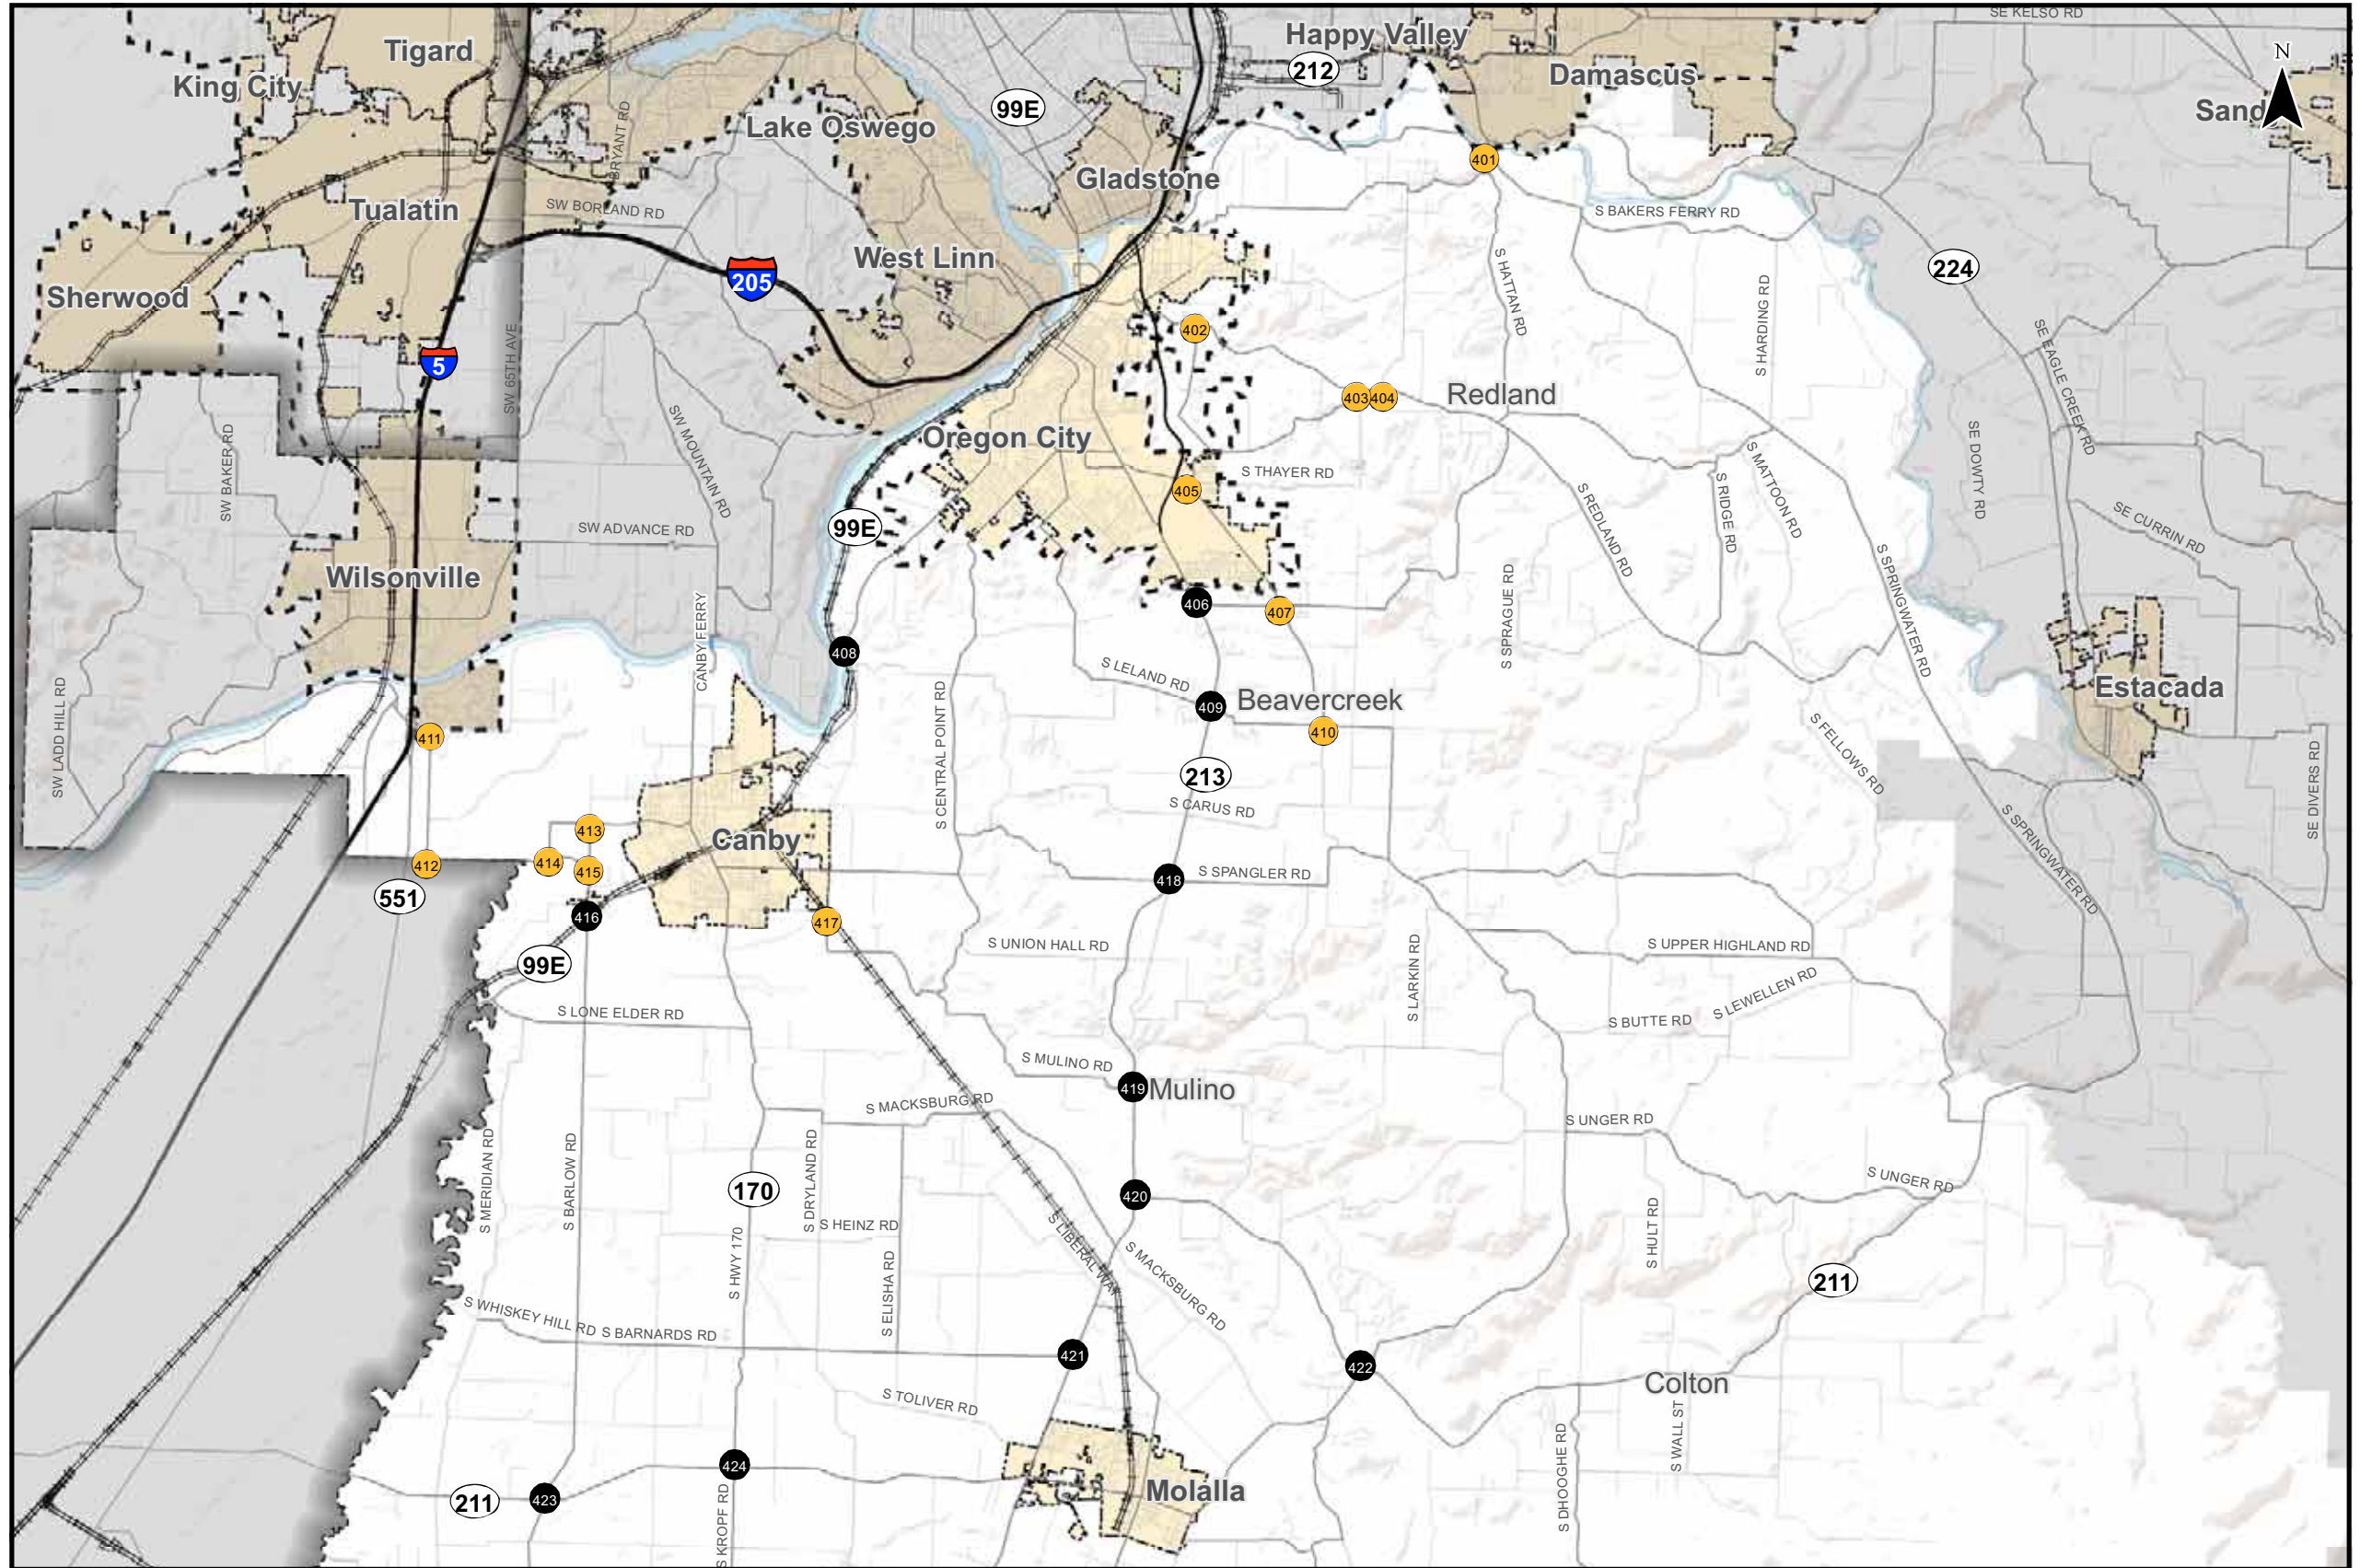 SE KELSO RD
Happy Valley
Tigard
N
212
Damascus
King City
99E
Sand
Lake Oswego
BRYANT RD
401
Gladstone
Tualatin
SW BORLAND RD
S BAKERS FERRY RD
West Linn
224
205
Sherwood
S HATTAN RD
S HARDING RD
402
5
SW 65TH AVE
SE EAGLE CREEK RD
403
404
Redland
Oregon City
SW MOUNTAIN RD
SW BAKER RD
S THAYER RD
S MATTOON RD
SE DOWTY RD
405
S RIDGE RD
99E
SW ADVANCE RD
S REDLAND RD
SE CURRIN RD
Wilsonville
S SPRINGWATER RD
406
407
S SPRAGUE RD
CANBY FERRY
408
S LELAND RD
Estacada
409
Beavercreek
SW LADD HILL RD
411
410
S CENTRAL POINT RD
S FELLOWS RD
213
SE DIVERS RD
S CARUS RD
413
Canby
S SPRINGWATER RD
412
414
415
418
S SPANGLER RD
551
416
417
S UNION HALL RD
S UPPER HIGHLAND RD
99E
S LARKIN RD
S LEWELLEN RD
S LONE ELDER RD
S BUTTE RD
S MULINO RD
419
Mulino
S MACKSBURG RD
S UNGER RD
S MERIDIAN RD
S BARLOW RD
S DRYLAND RD
170
420
S UNGER RD
S HEINZ RD
S HULT RD
S HWY 170
S LIBERAL WAY
S MACKSBURG RD
211
S ELISHA RD
S WHISKEY HILL RD
S BARNARDS RD
421
422
Colton
S TOLIVER RD
S WALL ST
424
S DHOOGHE RD
Molalla
211
423
S KROPF RD